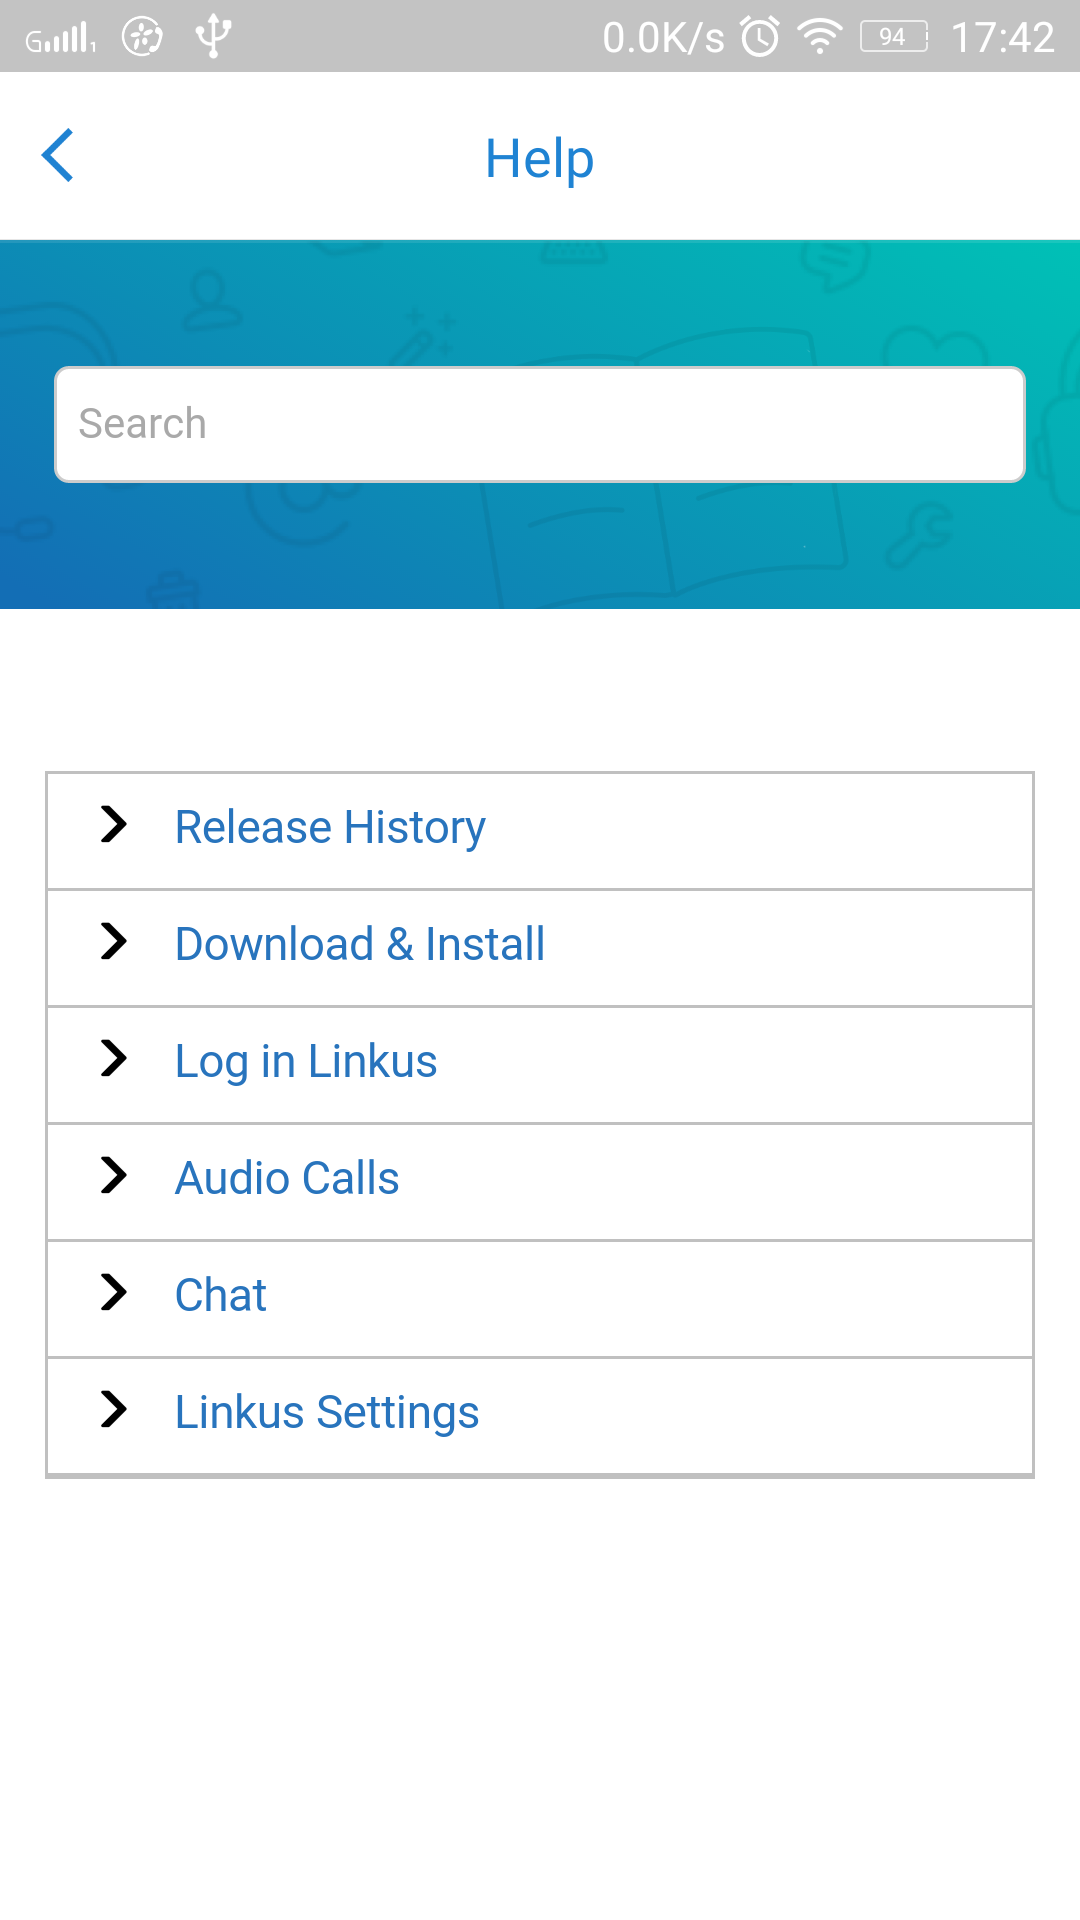 G 1 0.0K/s 94 17:42
Help
Search
Release History
Download & Install
Log in Linkus
Audio Calls
Chat
Linkus Settings